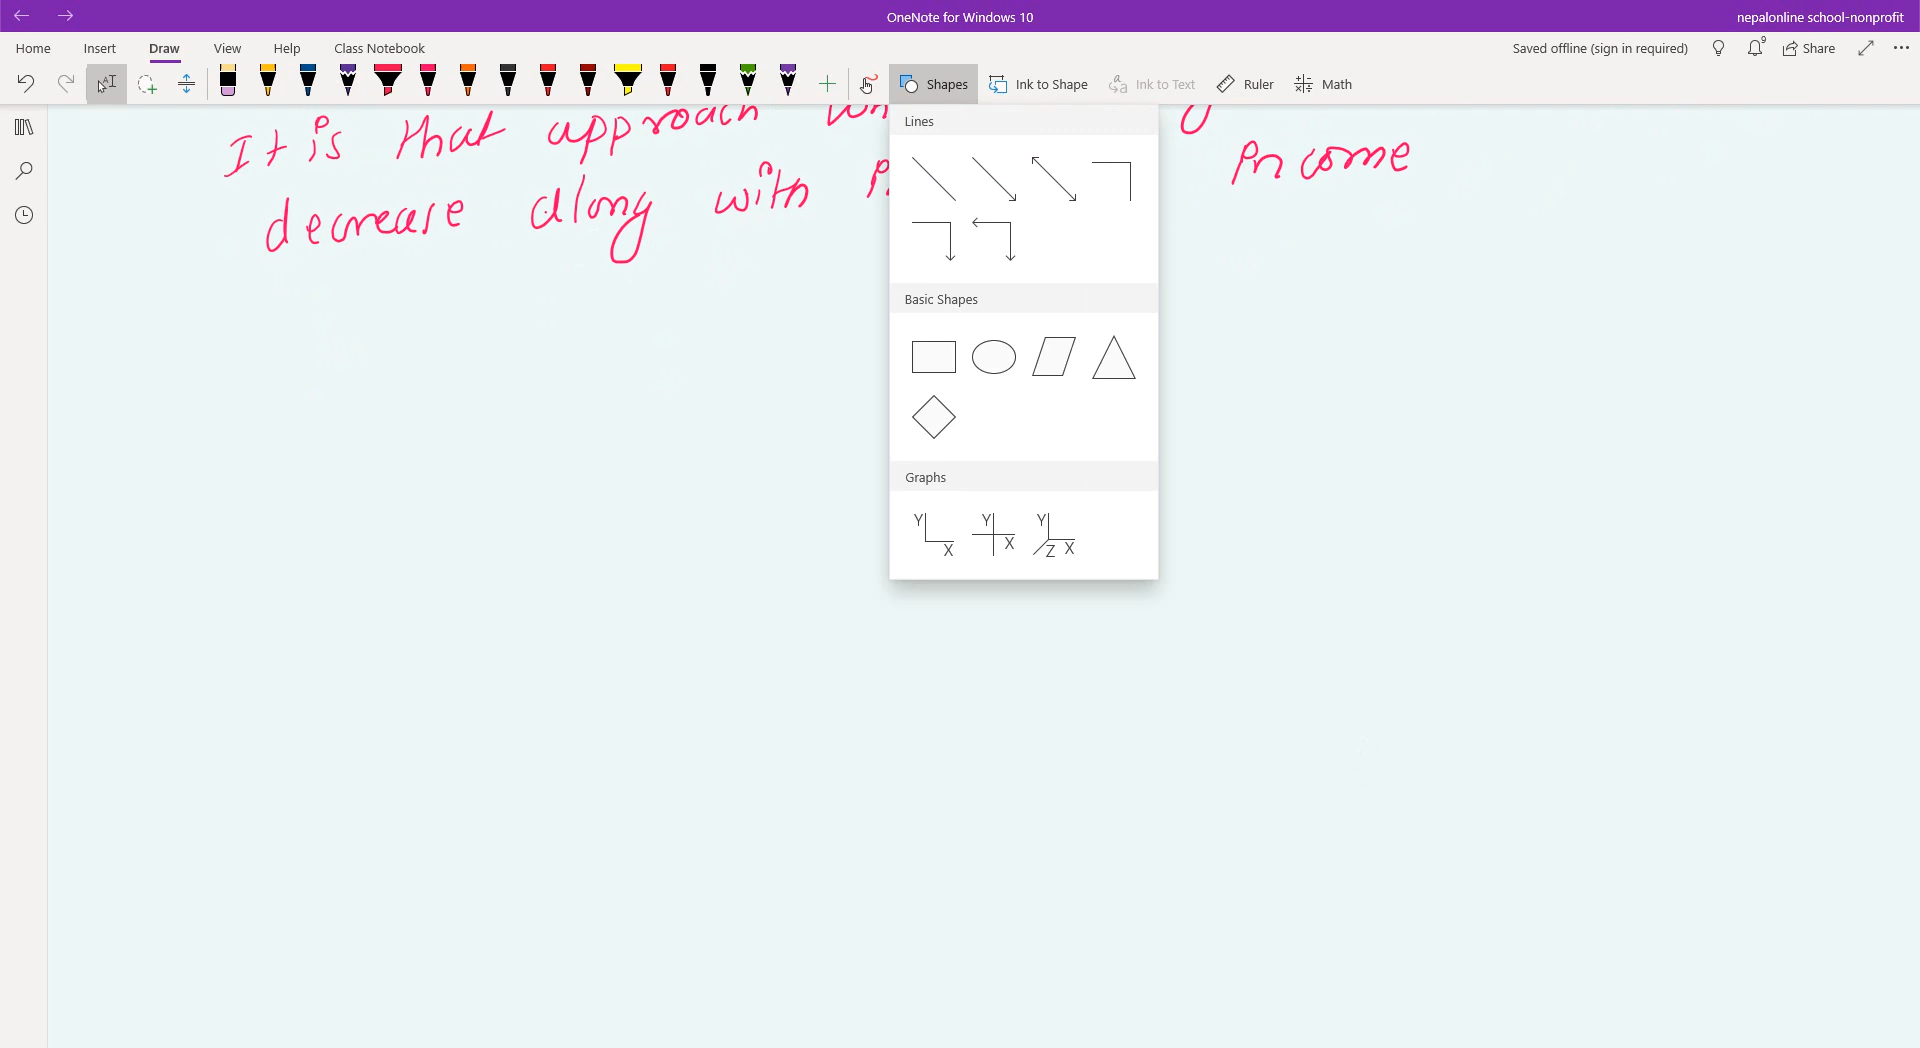 OneNote for Windows 10
nepalonline school-nonprofit
Home Insert Draw View Help Class Notebook
Saved offline (sign in required)
9
Share
Shapes Ink to Shape Ink to Text Ruler Math
Lines
It is that approach
decrease along with
income
Basic Shapes
Graphs
Y X Y X Y Z X